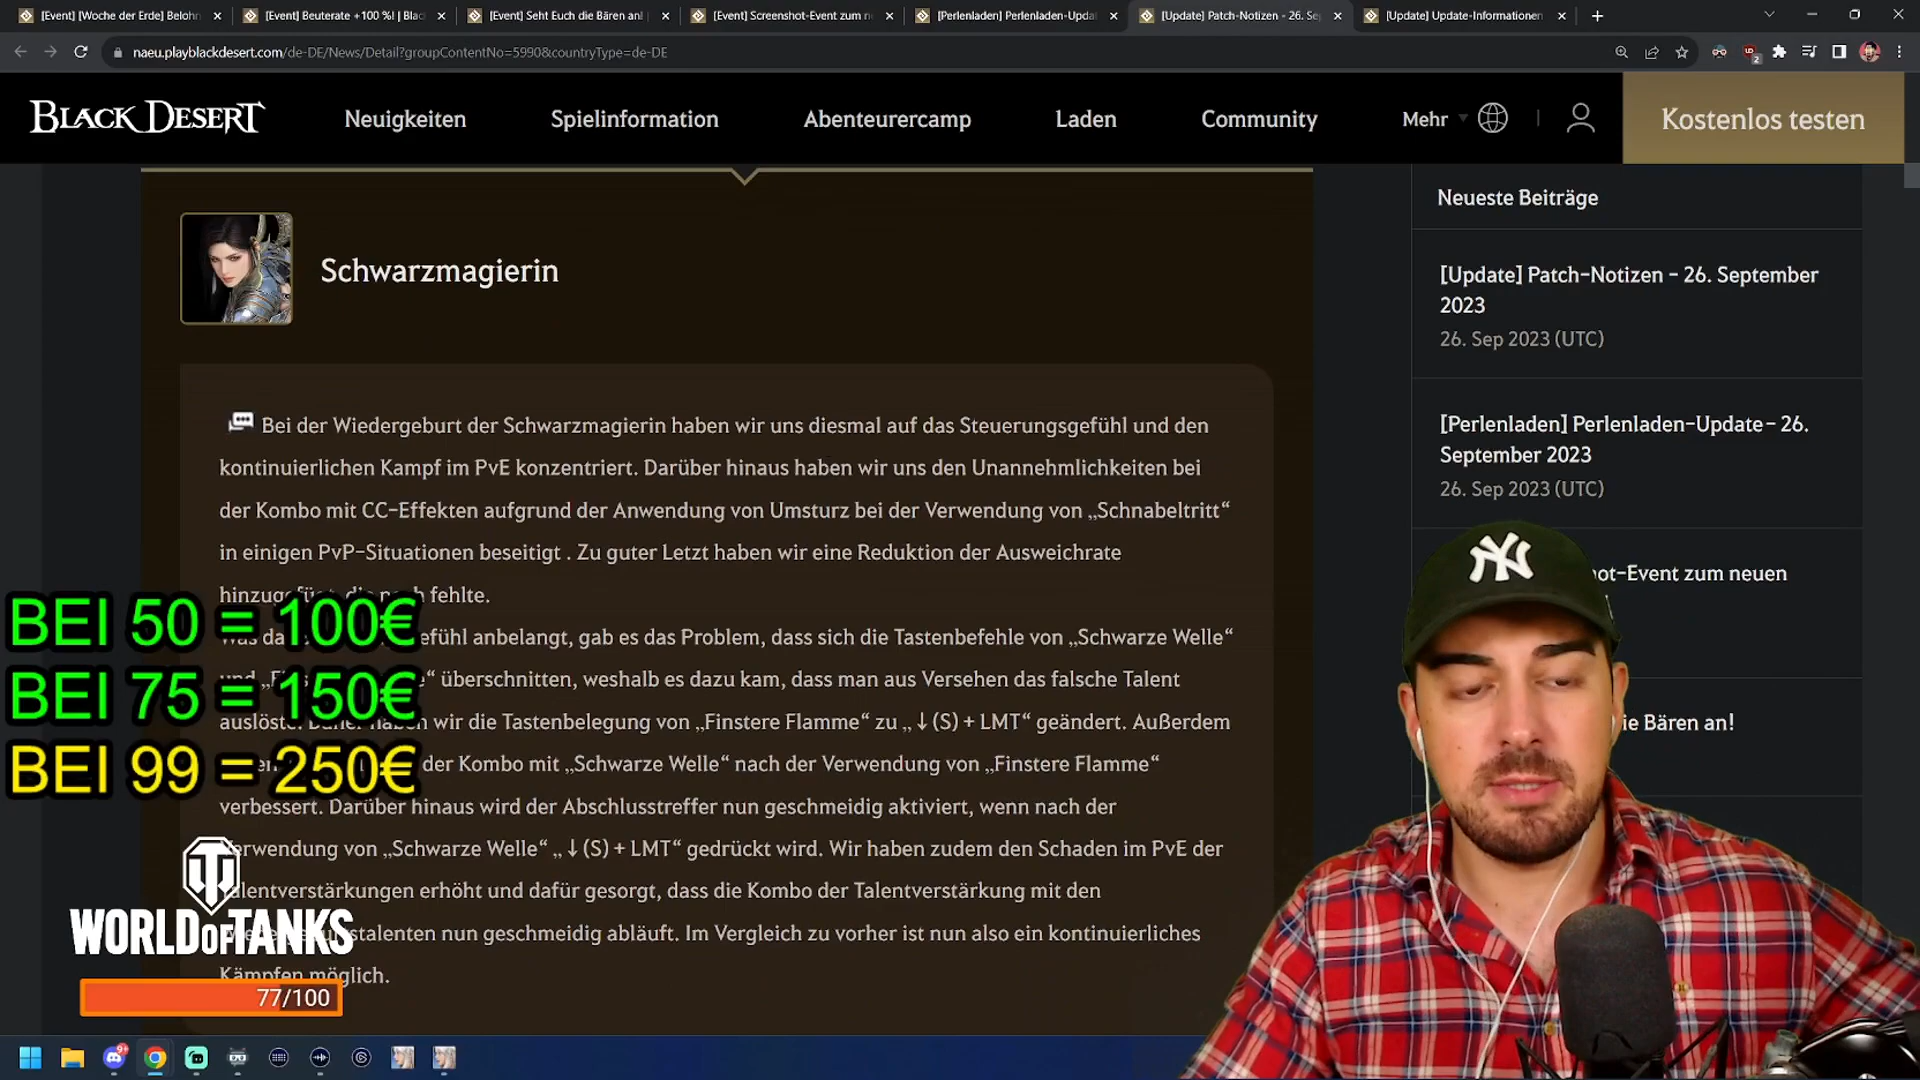 [Event] [Woche der Erde] Belohn
[Event] Beuterate +100 %! | Blac
[Event] Seht Euch die Bären an! |
[Event] Screenshot-Event zum ne
[Perlenladen] Perlenladen-Updat
[Update] Patch-Notizen - 26. Se
[Update] Update-Informationen
naeu.playblackdesert.com/de-DE/News/Detail?groupContentNo=5990&countryType=de-DE
BLACK DESERT
Neuigkeiten
Spielinformation
Abenteurercamp
Laden
Community
Mehr
Kostenlos testen
Schwarzmagierin
Bei der Wiedergeburt der Schwarzmagierin haben wir uns diesmal auf das Steuerungsgefühl und den
kontinuierlichen Kampf im PvE konzentriert. Darüber hinaus haben wir uns den Unannehmlichkeiten bei
der Kombo mit CC-Effekten aufgrund der Anwendung von Umsturz bei der Verwendung von „Schnabeltritt“
in einigen PvP-Situationen beseitigt . Zu guter Letzt haben wir eine Reduktion der Ausweichrate
fehlte.
anbelangt, gab es das Problem, dass sich die Tastenbefehle von „Schwarze Welle“
überschnitten, weshalb es dazu kam, dass man aus Versehen das falsche Talent
wir die Tastenbelegung von „Finstere Flamme“ zu „ ↓ (S) + LMT“ geändert. Außerdem
der Kombo mit „Schwarze Welle“ nach der Verwendung von „Finstere Flamme“
verbessert. Darüber hinaus wird der Abschlusstreffer nun geschmeidig aktiviert, wenn nach der
Verwendung von „Schwarze Welle“ „ ↓ (S) + LMT“ gedrückt wird. Wir haben zudem den Schaden im PvE der
Talentverstärkungen erhöht und dafür gesorgt, dass die Kombo der Talentverstärkung mit den
nun geschmeidig abläuft. Im Vergleich zu vorher ist nun also ein kontinuierliches
Kämpfen möglich.
Neueste Beiträge
[Update] Patch-Notizen - 26. September
2023
26. Sep 2023 (UTC)
[Perlenladen] Perlenladen-Update - 26.
September 2023
26. Sep 2023 (UTC)
ot-Event zum neuen
ie Bären an!
BEI 50 = 100€
BEI 75 = 150€
BEI 99 = 250€
WORLD OF TANKS
77/100
NY